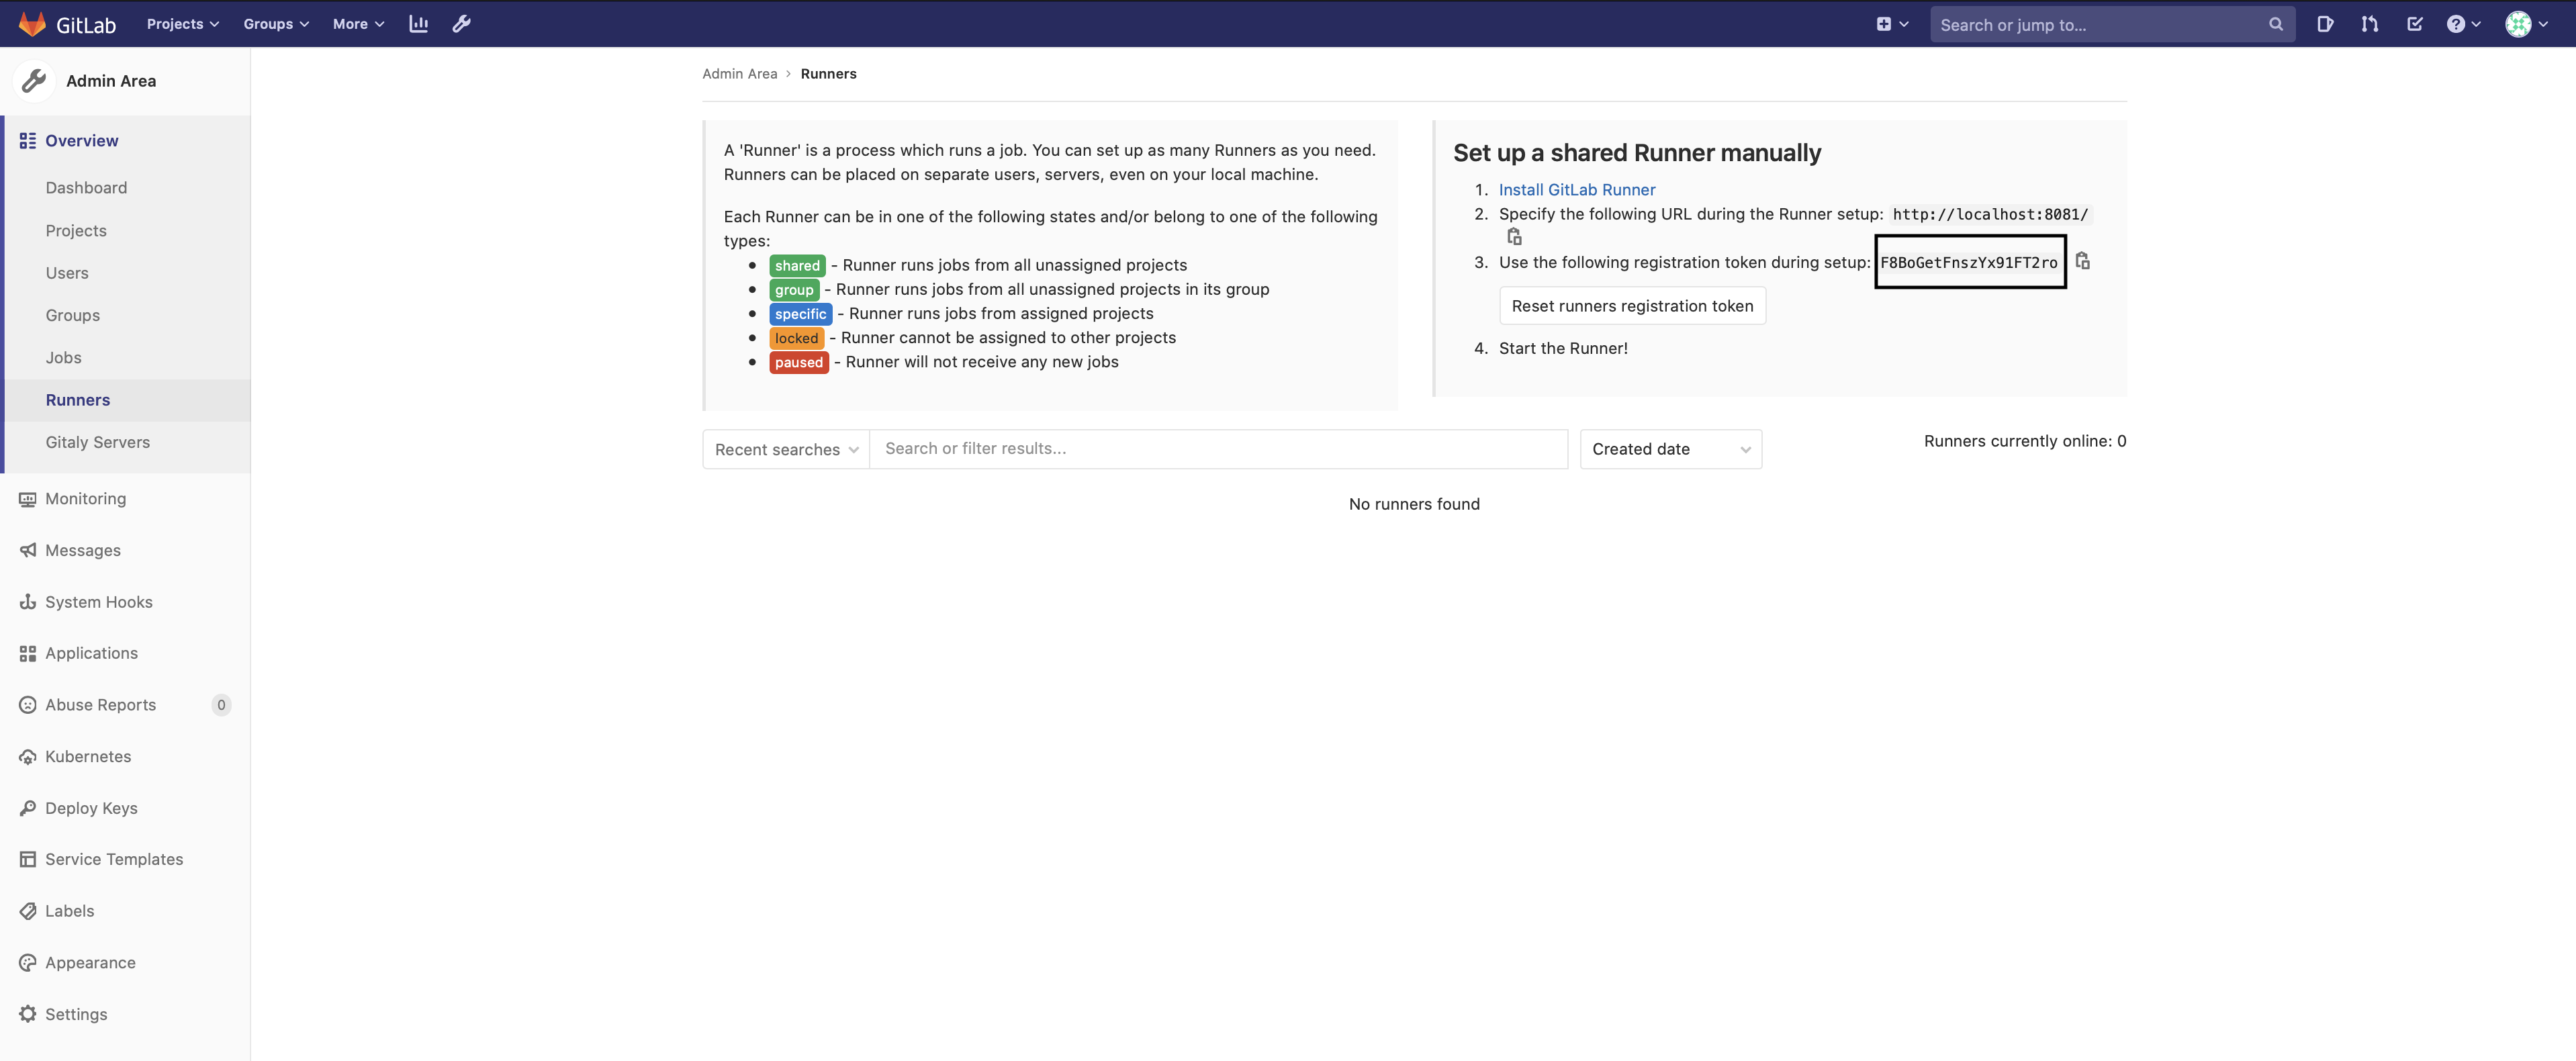 GitLab
Projects
Groups
More
Search or jump to...
Admin Area
Overview
Dashboard
Projects
Users
Groups
Jobs
Runners
Gitaly Servers
Monitoring
Messages
System Hooks
Applications
Abuse Reports 0
Kubernetes
Deploy Keys
Service Templates
Labels
Appearance
Settings
Admin Area > Runners
A 'Runner' is a process which runs a job. You can set up as many Runners as you need.
Runners can be placed on separate users, servers, even on your local machine.
Each Runner can be in one of the following states and/or belong to one of the following
types:
• shared - Runner runs jobs from all unassigned projects
• group - Runner runs jobs from all unassigned projects in its group
• specific - Runner runs jobs from assigned projects
• locked - Runner cannot be assigned to other projects
• paused - Runner will not receive any new jobs
Set up a shared Runner manually
1. Install GitLab Runner
2. Specify the following URL during the Runner setup: http://localhost:8081/
3. Use the following registration token during setup: F8BoGetFnszYx91FT2ro
Reset runners registration token
4. Start the Runner!
Recent searches
Search or filter results...
Created date
Runners currently online: 0
No runners found